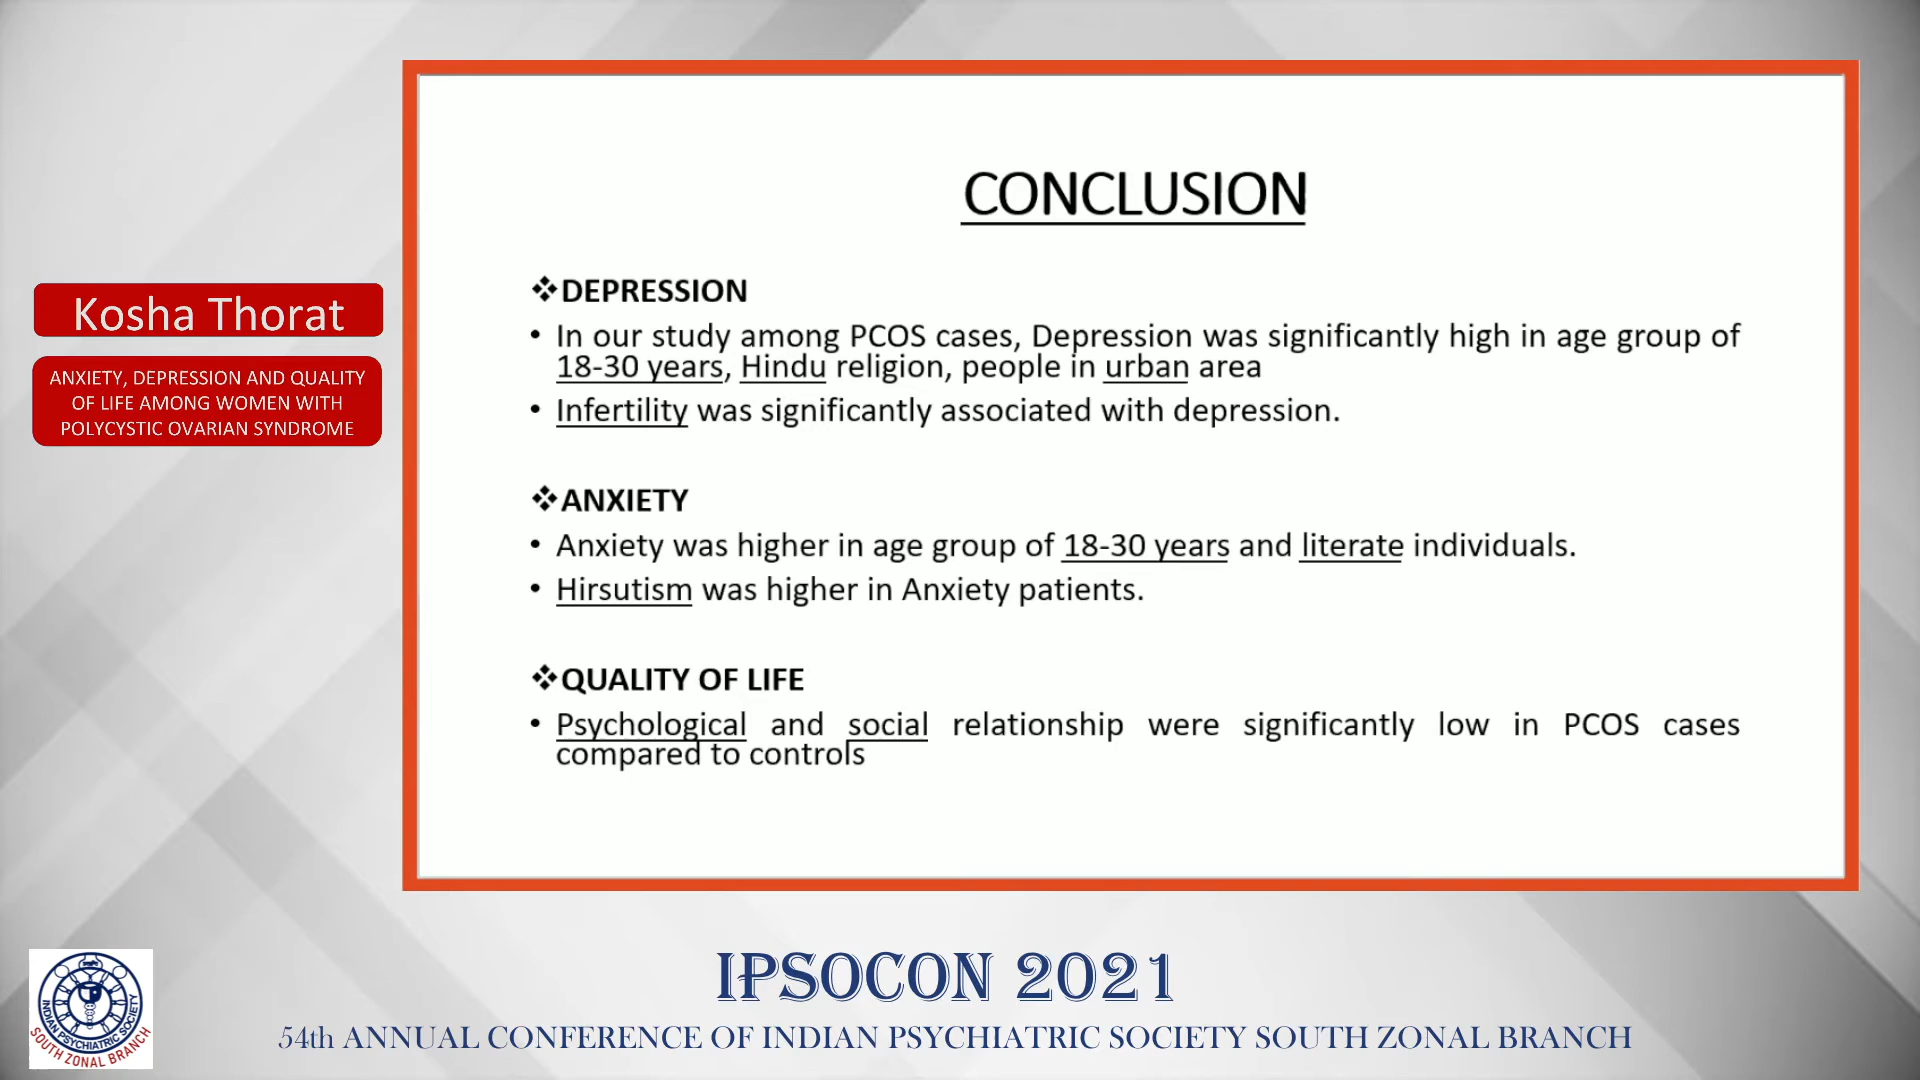 Kosha Thorat
ANXIETY, DEPRESSION AND QUALITY
OF LIFE AMONG WOMEN WITH
POLYCYSTIC OVARIAN SYNDROME
CONCLUSION
❖DEPRESSION
• In our study among PCOS cases, Depression was significantly high in age group of
18-30 years, Hindu religion, people in urban area
• Infertility was significantly associated with depression.
❖ANXIETY
• Anxiety was higher in age group of 18-30 years and literate individuals.
• Hirsutism was higher in Anxiety patients.
❖QUALITY OF LIFE
• Psychological and social relationship were significantly low in PCOS cases
compared to controls
INDIAN PSYCHIATRIC SOCIETY
SOUTH ZONAL BRANCH
IPSOCON 2021
54th ANNUAL CONFERENCE OF INDIAN PSYCHIATRIC SOCIETY SOUTH ZONAL BRANCH